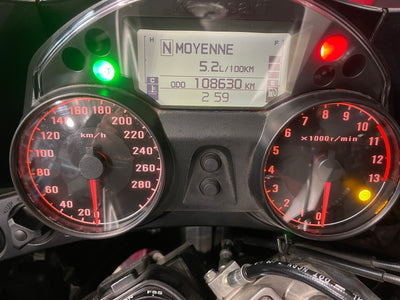 Kawasaki
H F
N MOYENNE
5.2L/100KM
ODO 108630 KM
2 59
km/h
0 20 40 60 80 100 120 140 160 180 200 220 240 260 280
×1000r/min
0 1 2 3 4 5 6 7 8 9 10 11 12 13